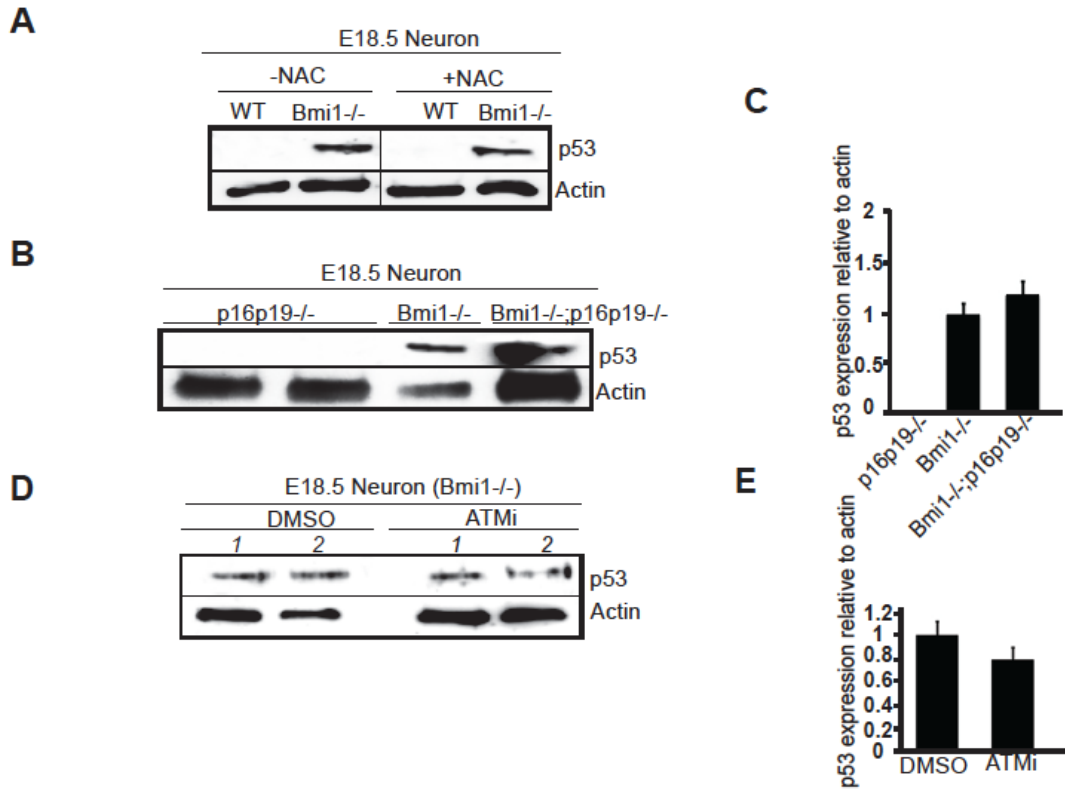 A
E18.5 Neuron
-NAC +NAC
WT Bmi1-/- WT Bmi1-/-
p53
Actin
B
E18.5 Neuron
p16p19-/- Bmi1-/- Bmi1-/-;p16p19-/-
p53
Actin
C
p53 expression relative to actin
2
1.5
1
0.5
0
p16p19-/-
Bmi1-/-
Bmi1-/-;p16p19-/-
D
E18.5 Neuron (Bmi1-/-)
DMSO ATMi
1 2 1 2
p53
Actin
E
p53 expression relative to actin
1.2
1
0.8
0.6
0.4
0.2
0
DMSO ATMi